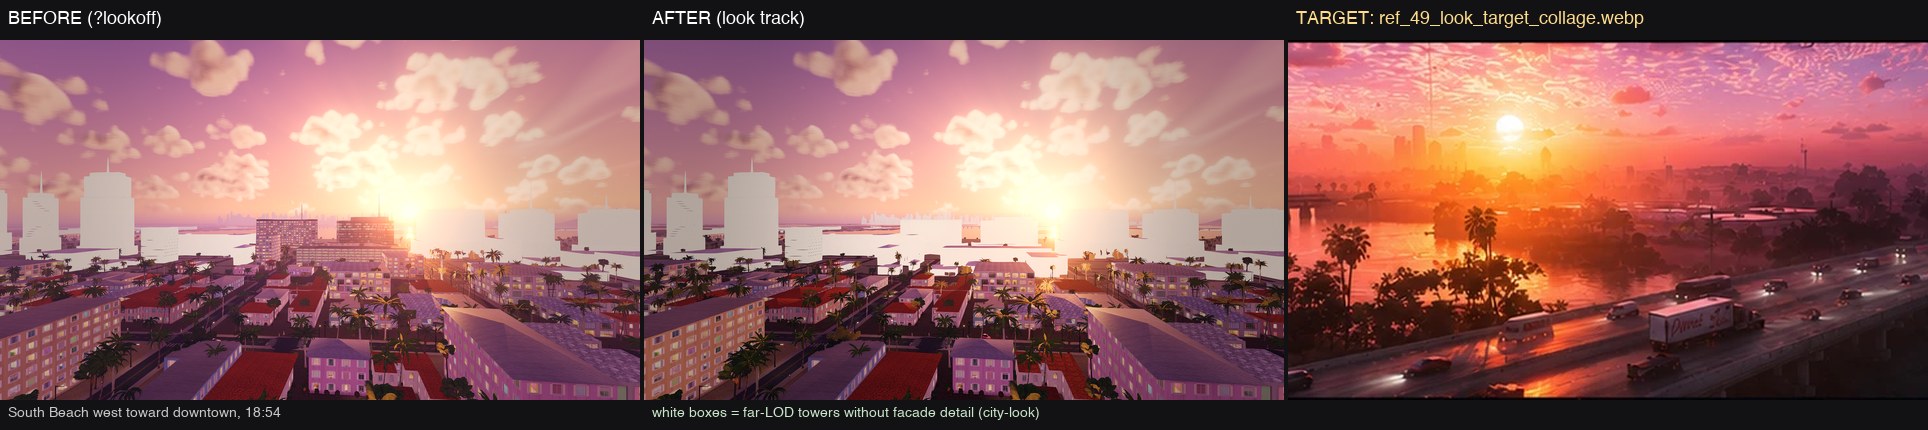 BEFORE (?lookoff)
AFTER (look track)
TARGET: ref_49_look_target_collage.webp
South Beach west toward downtown, 18:54
white boxes = far-LOD towers without facade detail (city-look)